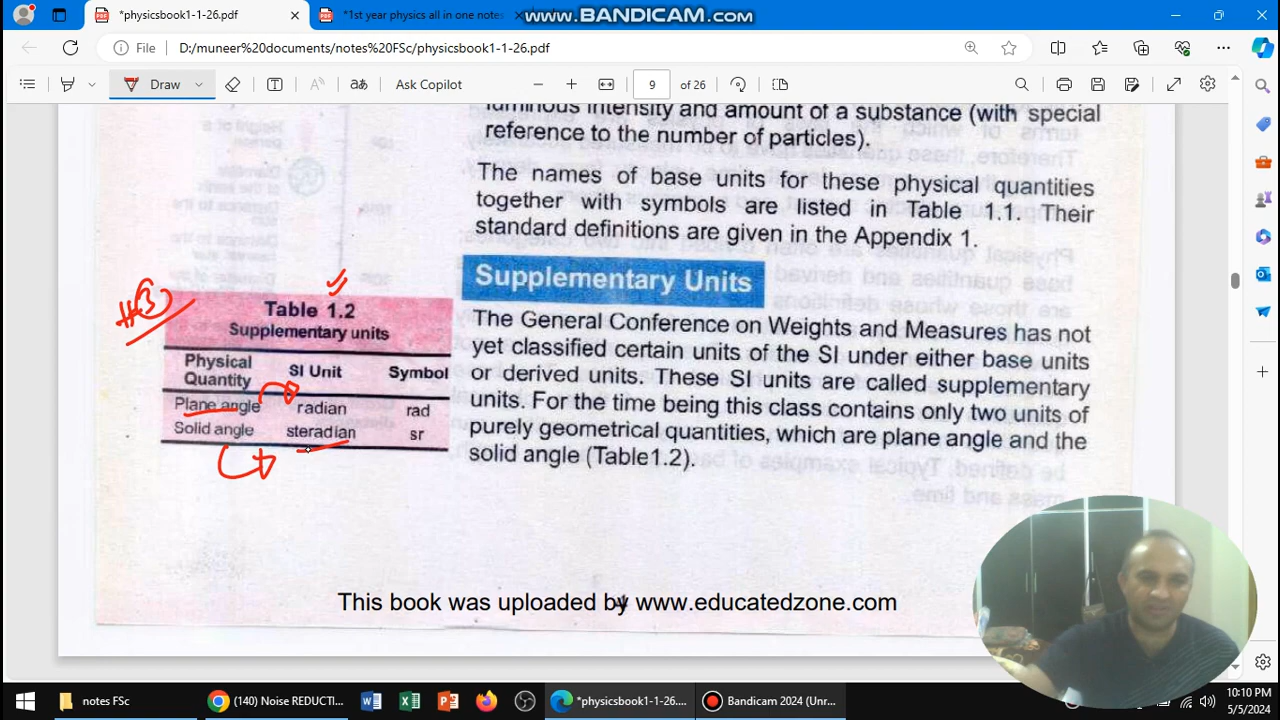 *physicsbook1-1-26.pdf
*1st year physics all in one notes
www.BANDICAM.com
File
D:/muneer%20documents/notes%20FSc/physicsbook1-1-26.pdf
Draw
Ask Copilot
9
of 26
luminous intensity and amount of a substance (with special
reference to the number of particles).
The names of base units for these physical quantities
together with symbols are listed in Table 1.1. Their
standard definitions are given in the Appendix 1.
Supplementary Units
The General Conference on Weights and Measures has not
yet classified certain units of the SI under either base units
or derived units. These SI units are called supplementary
units. For the time being this class contains only two units of
purely geometrical quantities, which are plane angle and the
solid angle (Table1.2).
#3
Table 1.2
Supplementary units
Physical Quantity SI Unit Symbol
Plane angle radian rad
Solid angle steradian sr
This book was uploaded by www.educatedzone.com
notes FSc
(140) Noise REDUCTI...
*physicsbook1-1-26....
Bandicam 2024 (Unr...
10:10 PM
5/5/2024